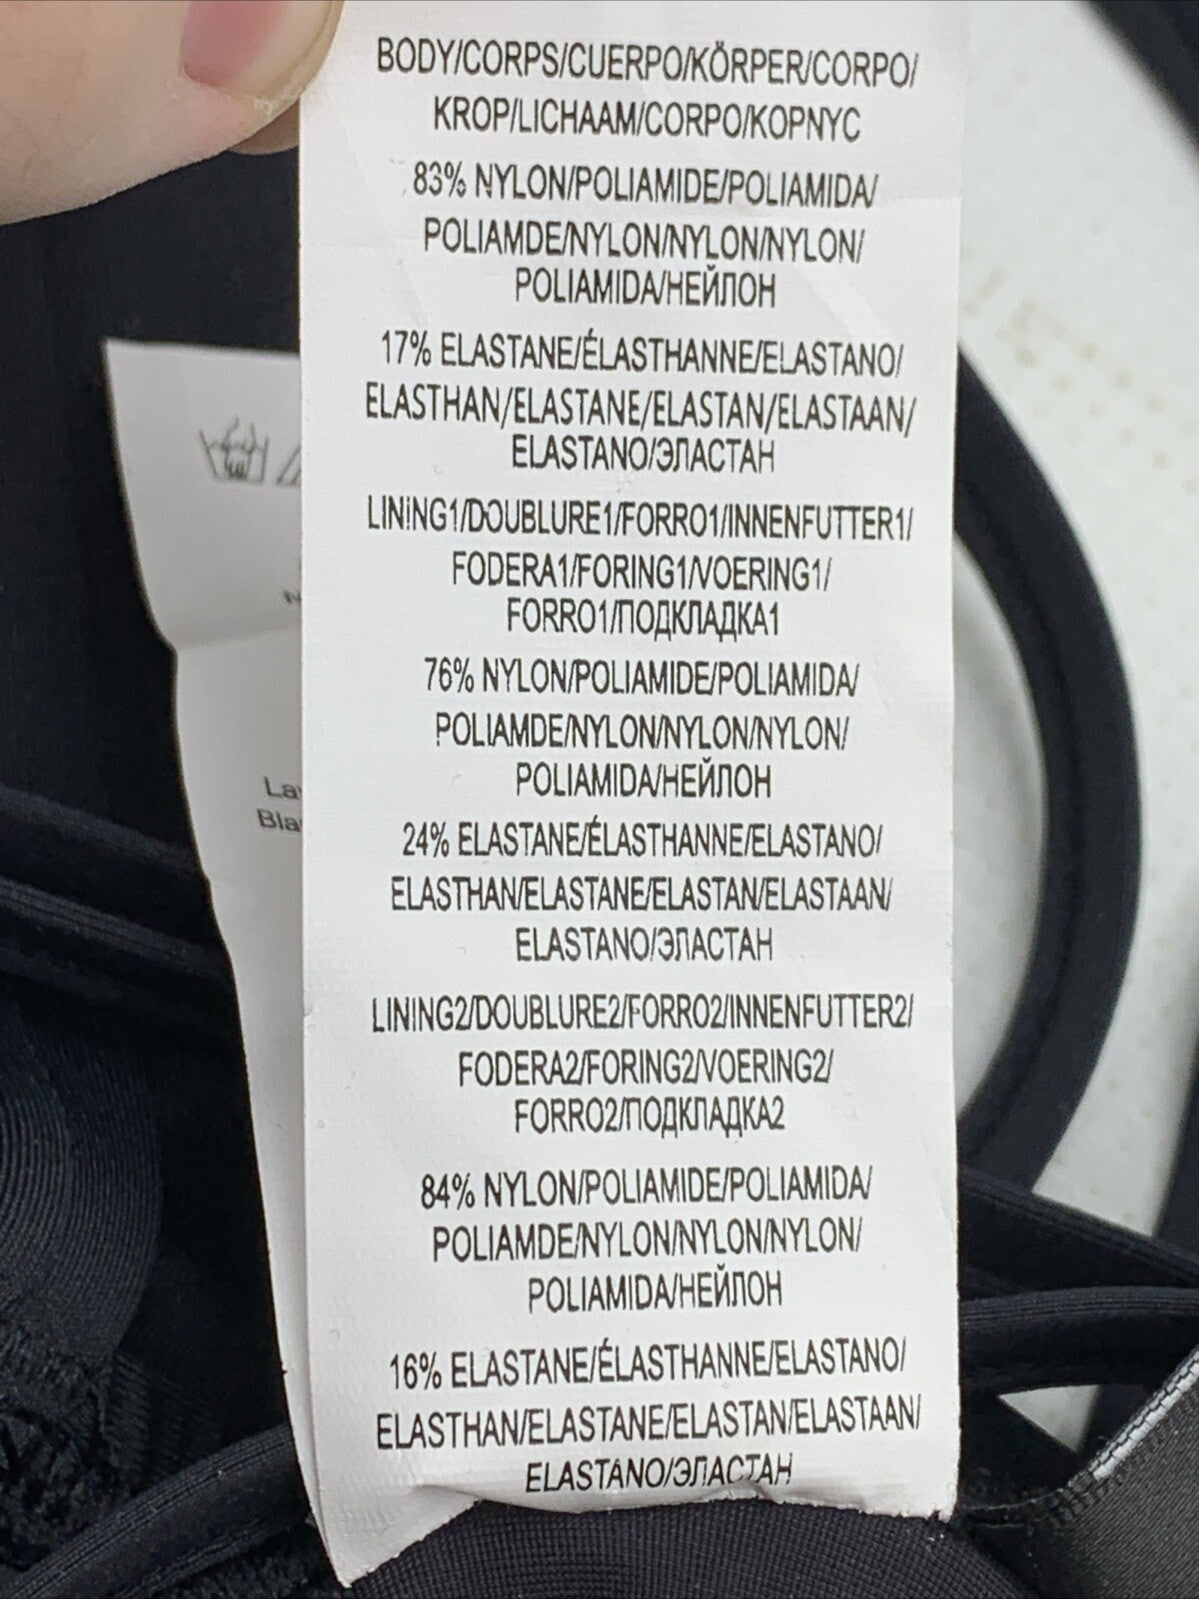 BODY/CORPS/CUERPO/KÖRPER/CORPO/
KROP/LICHAAM/CORPO/KOPNYC
83% NYLON/POLIAMIDE/POLIAMIDA/
POLIAMDE/NYLON/NYLON/NYLON/
POLIAMIDA/НЕЙЛОН
17% ELASTANE/ÉLASTHANNE/ELASTANO/
ELASTHAN/ELASTANE/ELASTAN/ELASTAAN/
ELASTANO/ЭЛАСТАН
LINING1/DOUBLURE1/FORRO1/INNENFUTTER1/
FODERA1/FORING1/VOERING1/
FORRO1/ПОДКЛАДКА1
76% NYLON/POLIAMIDE/POLIAMIDA/
POLIAMDE/NYLON/NYLON/NYLON/
POLIAMIDA/НЕЙЛОН
24% ELASTANE/ÉLASTHANNE/ELASTANO/
ELASTHAN/ELASTANE/ELASTAN/ELASTAAN/
ELASTANO/ЭЛАСТАН
LINING2/DOUBLURE2/FORRO2/INNENFUTTER2/
FODERA2/FORING2/VOERING2/
FORRO2/ПОДКЛАДКА2
84% NYLON/POLIAMIDE/POLIAMIDA/
POLIAMDE/NYLON/NYLON/NYLON/
POLIAMIDA/НЕЙЛОН
16% ELASTANE/ÉLASTHANNE/ELASTANO/
ELASTHAN/ELASTANE/ELASTAN/ELASTAAN/
ELASTANO/ЭЛАСТАН